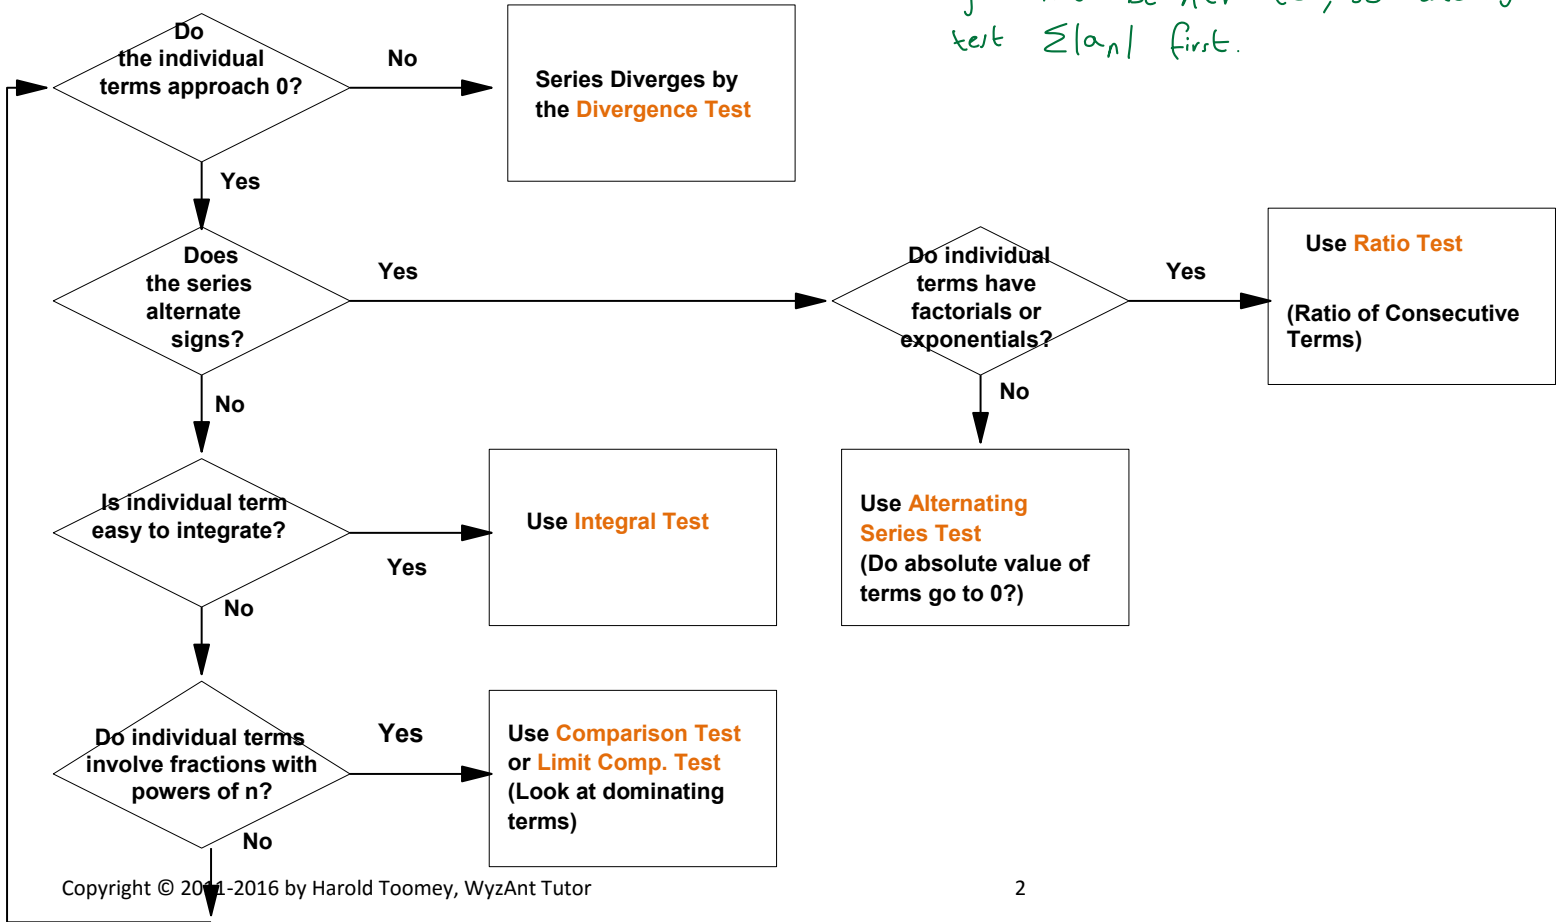 test Σ|aₙ| first.
Do
the individual
terms approach 0?
No
Series Diverges by
the Divergence Test
Yes
Does
the series
alternate
signs?
Yes
Do individual
terms have
factorials or
exponentials?
Yes
Use Ratio Test
(Ratio of Consecutive
Terms)
No
No
Is individual term
easy to integrate?
Yes
Use Integral Test
Use Alternating
Series Test
(Do absolute value of
terms go to 0?)
No
Do individual terms
involve fractions with
powers of n?
Yes
Use Comparison Test
or Limit Comp. Test
(Look at dominating
terms)
No
Copyright © 2011-2016 by Harold Toomey, WyzAnt Tutor
2